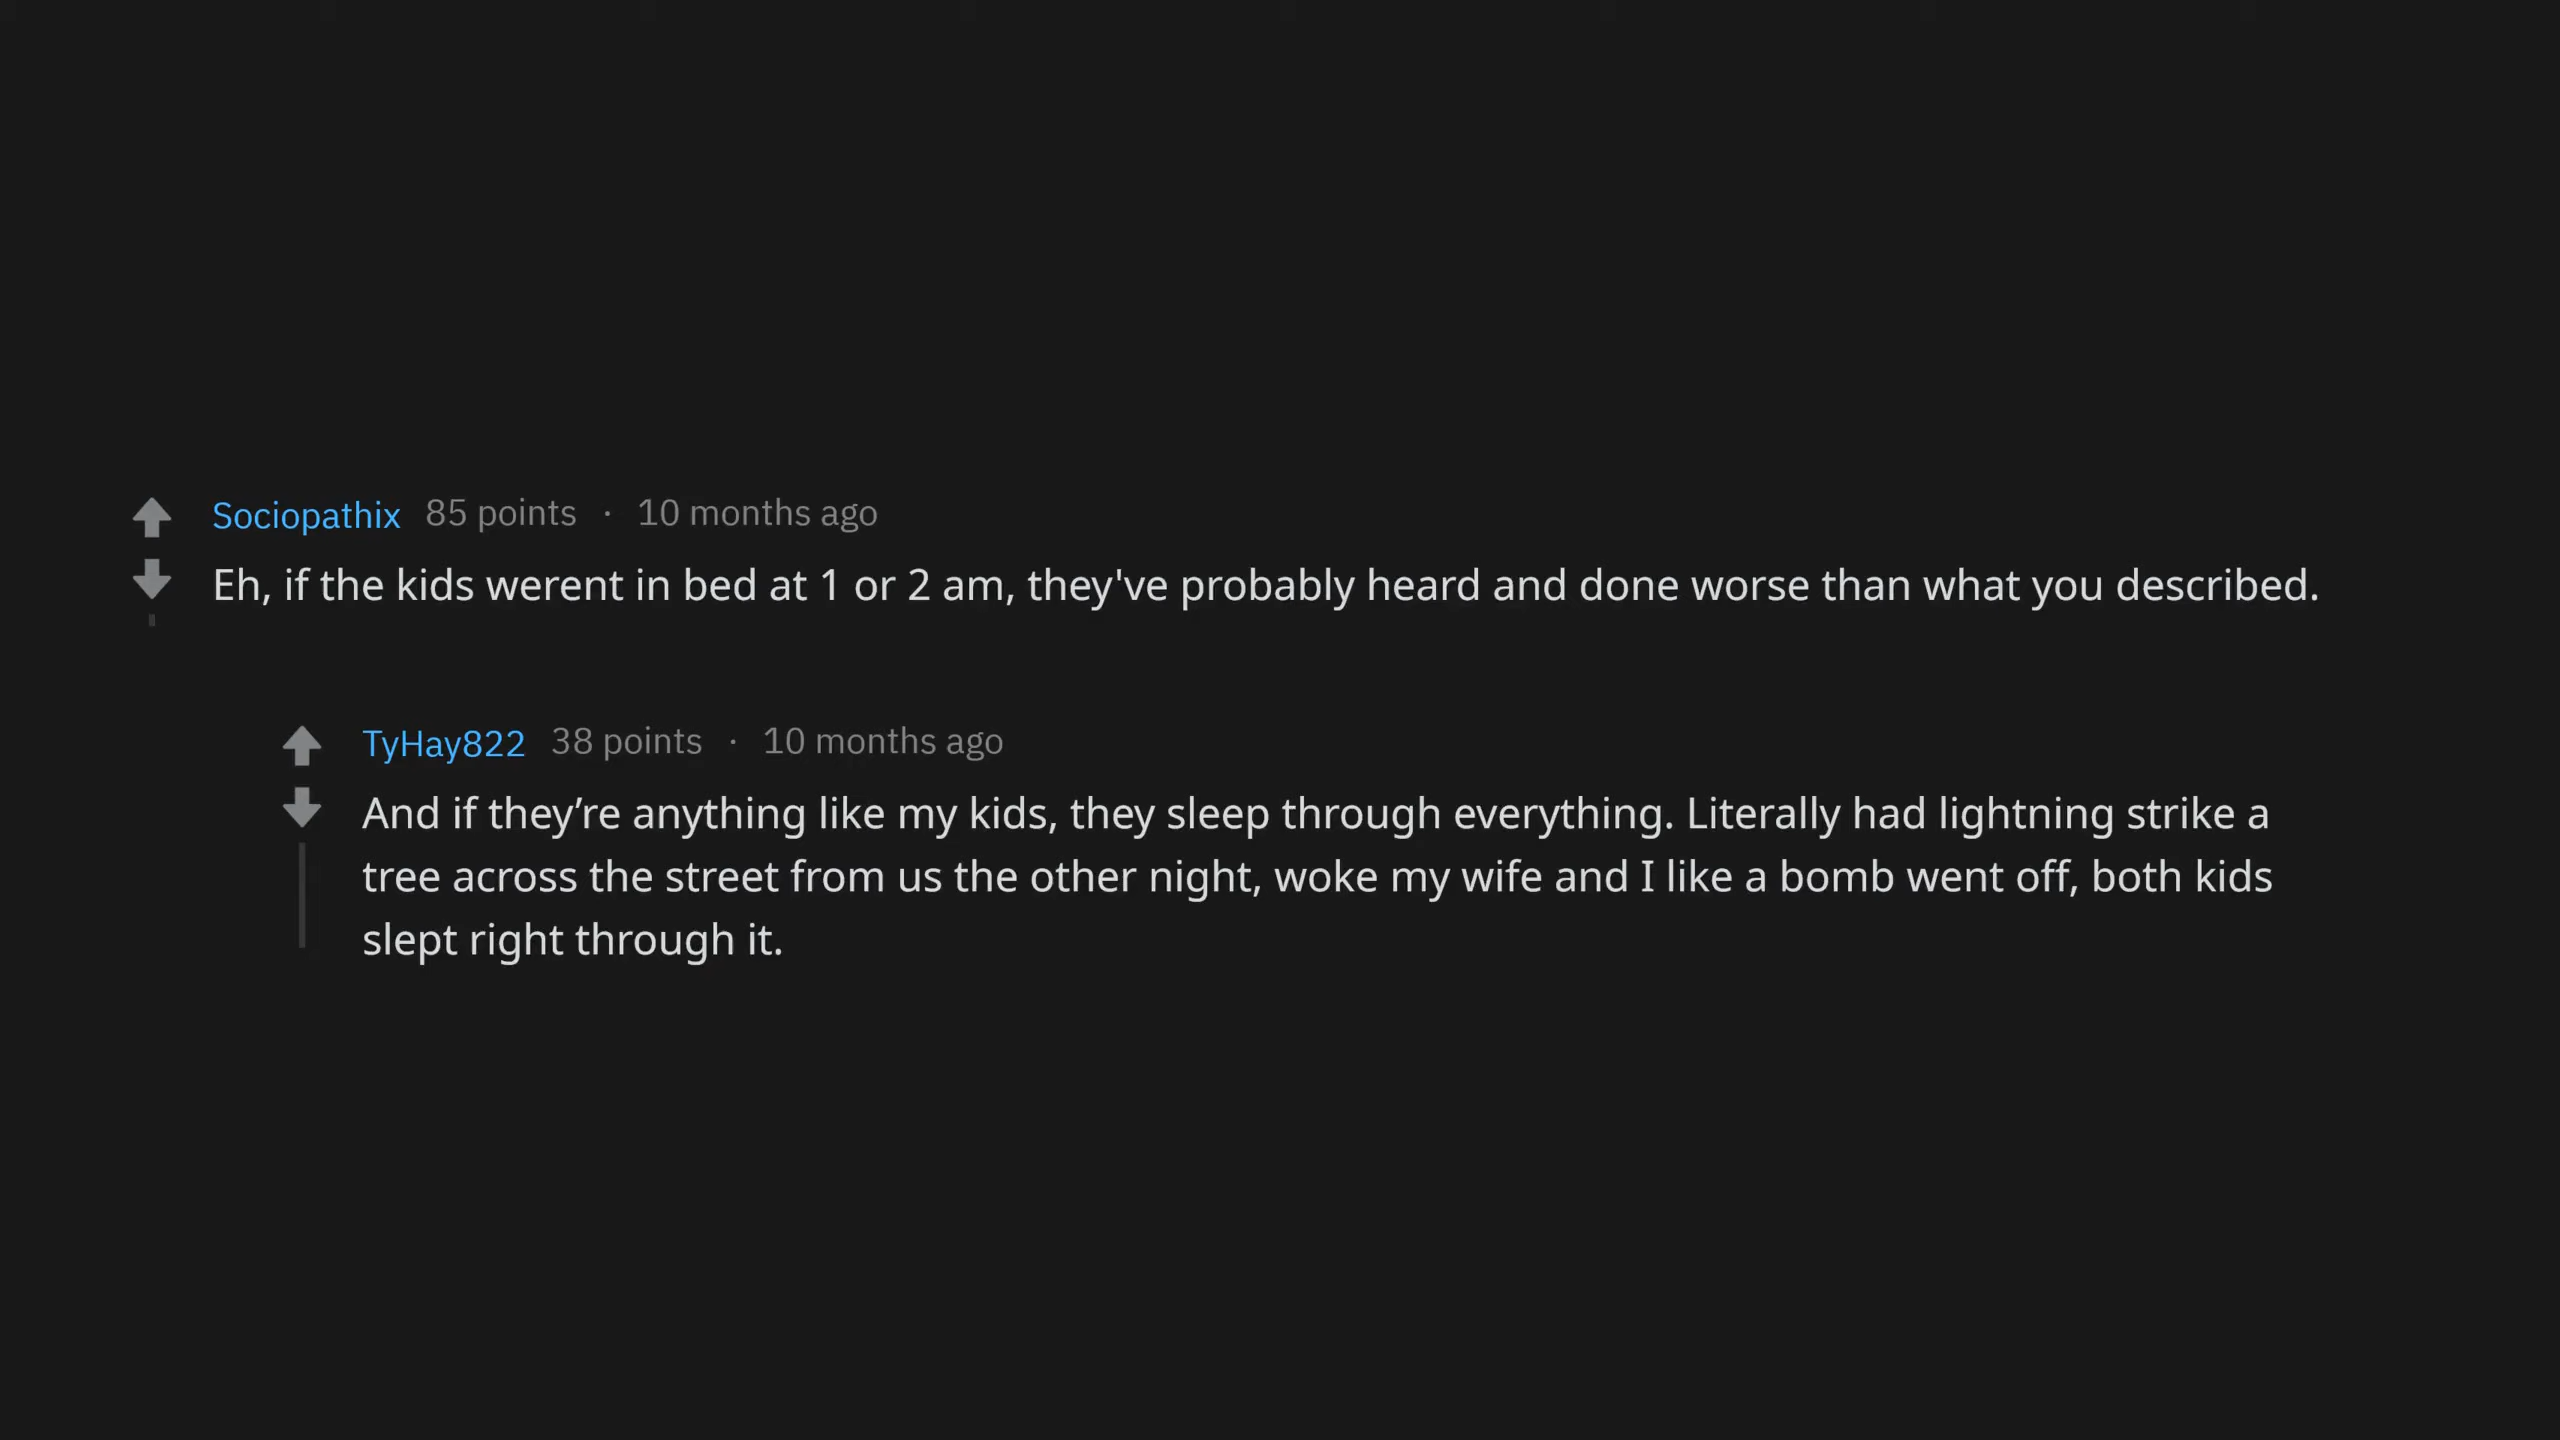 Sociopathix 85 points · 10 months ago
Eh, if the kids werent in bed at 1 or 2 am, they've probably heard and done worse than what you described.
TyHay822 38 points · 10 months ago
And if they’re anything like my kids, they sleep through everything. Literally had lightning strike a
tree across the street from us the other night, woke my wife and I like a bomb went off, both kids
slept right through it.